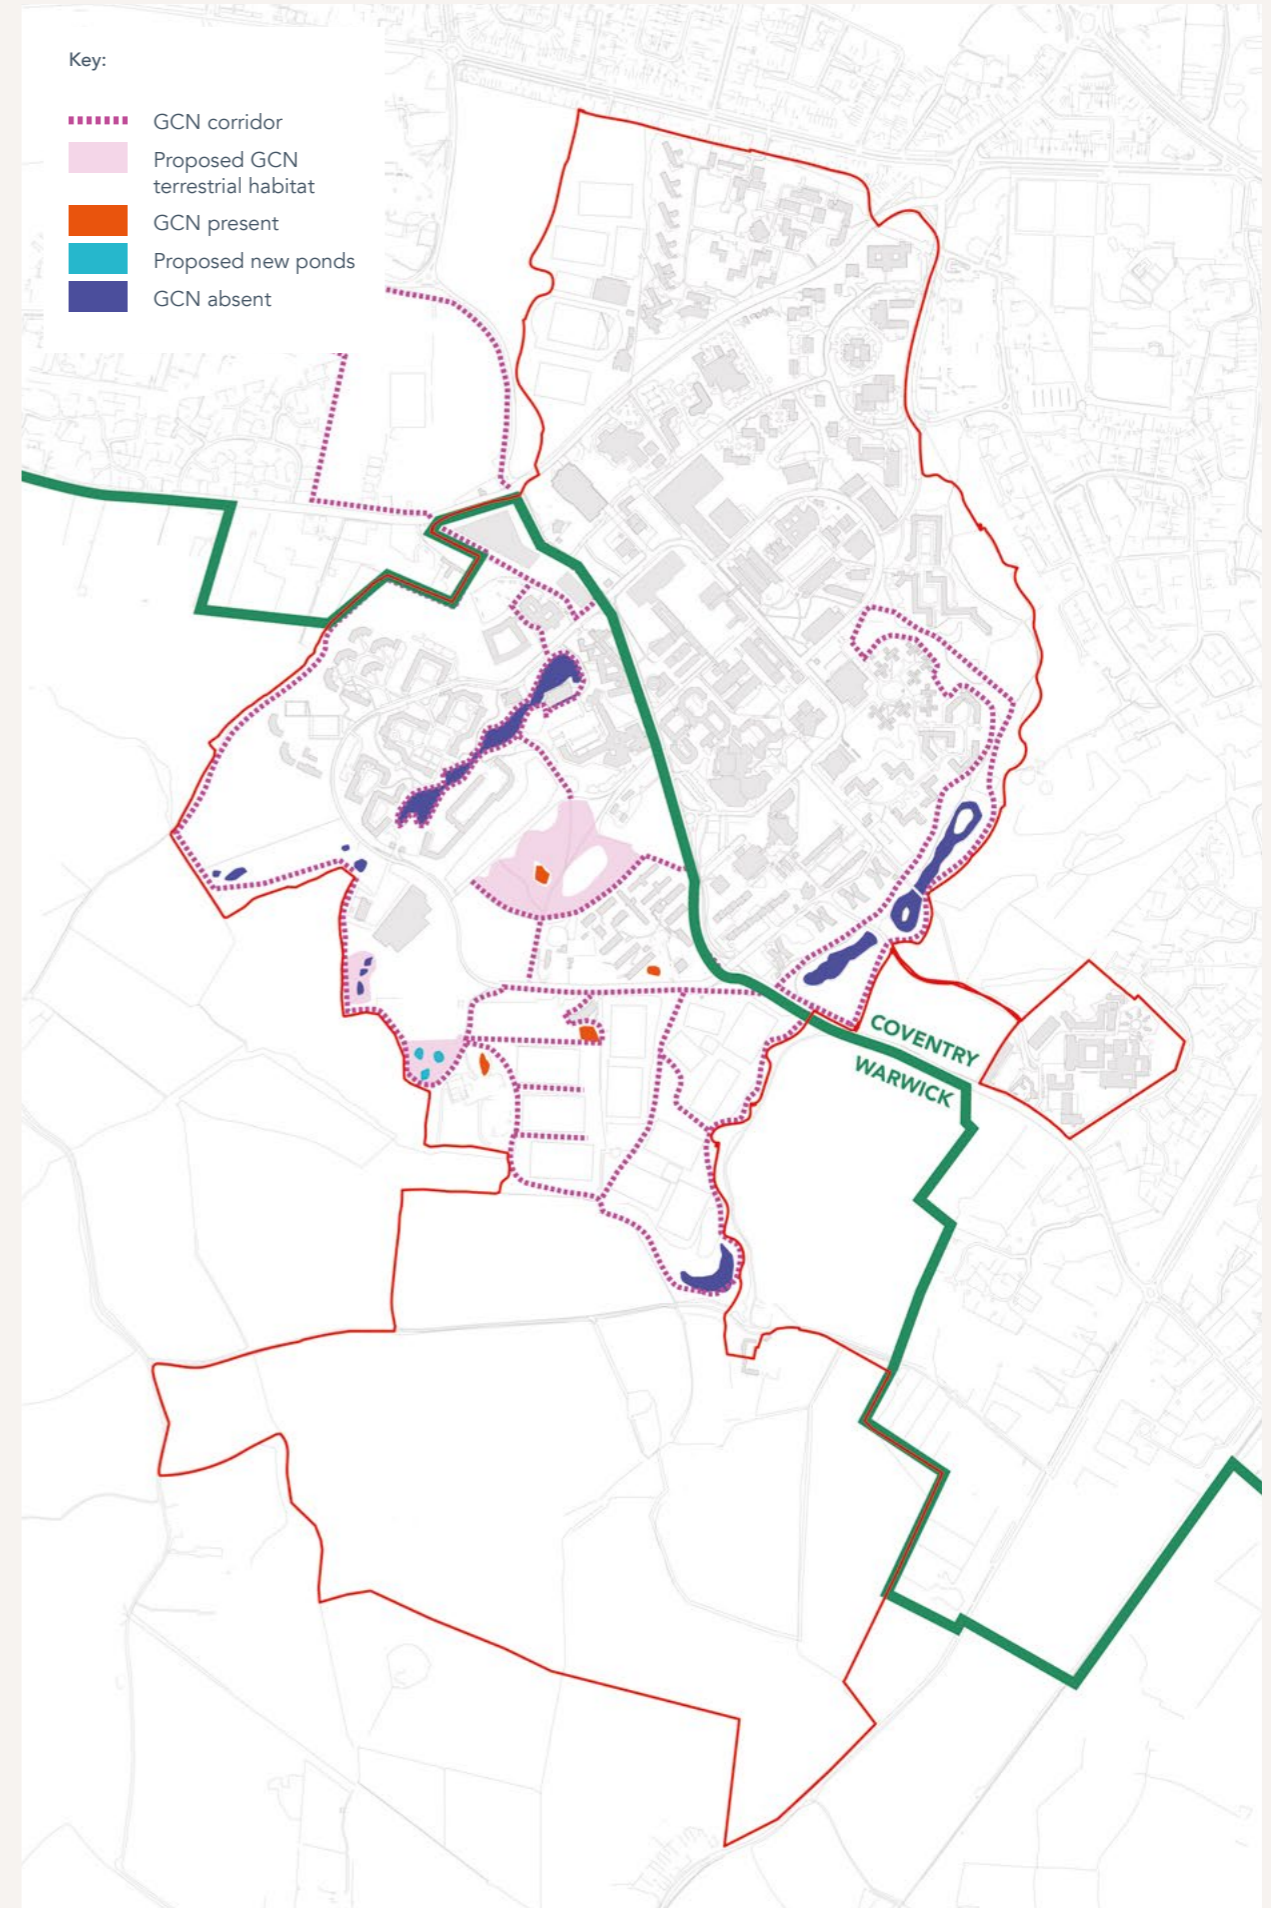 Key:
GCN corridor
Proposed GCN
terrestrial habitat
GCN present
Proposed new ponds
GCN absent
COVENTRY
WARWICK